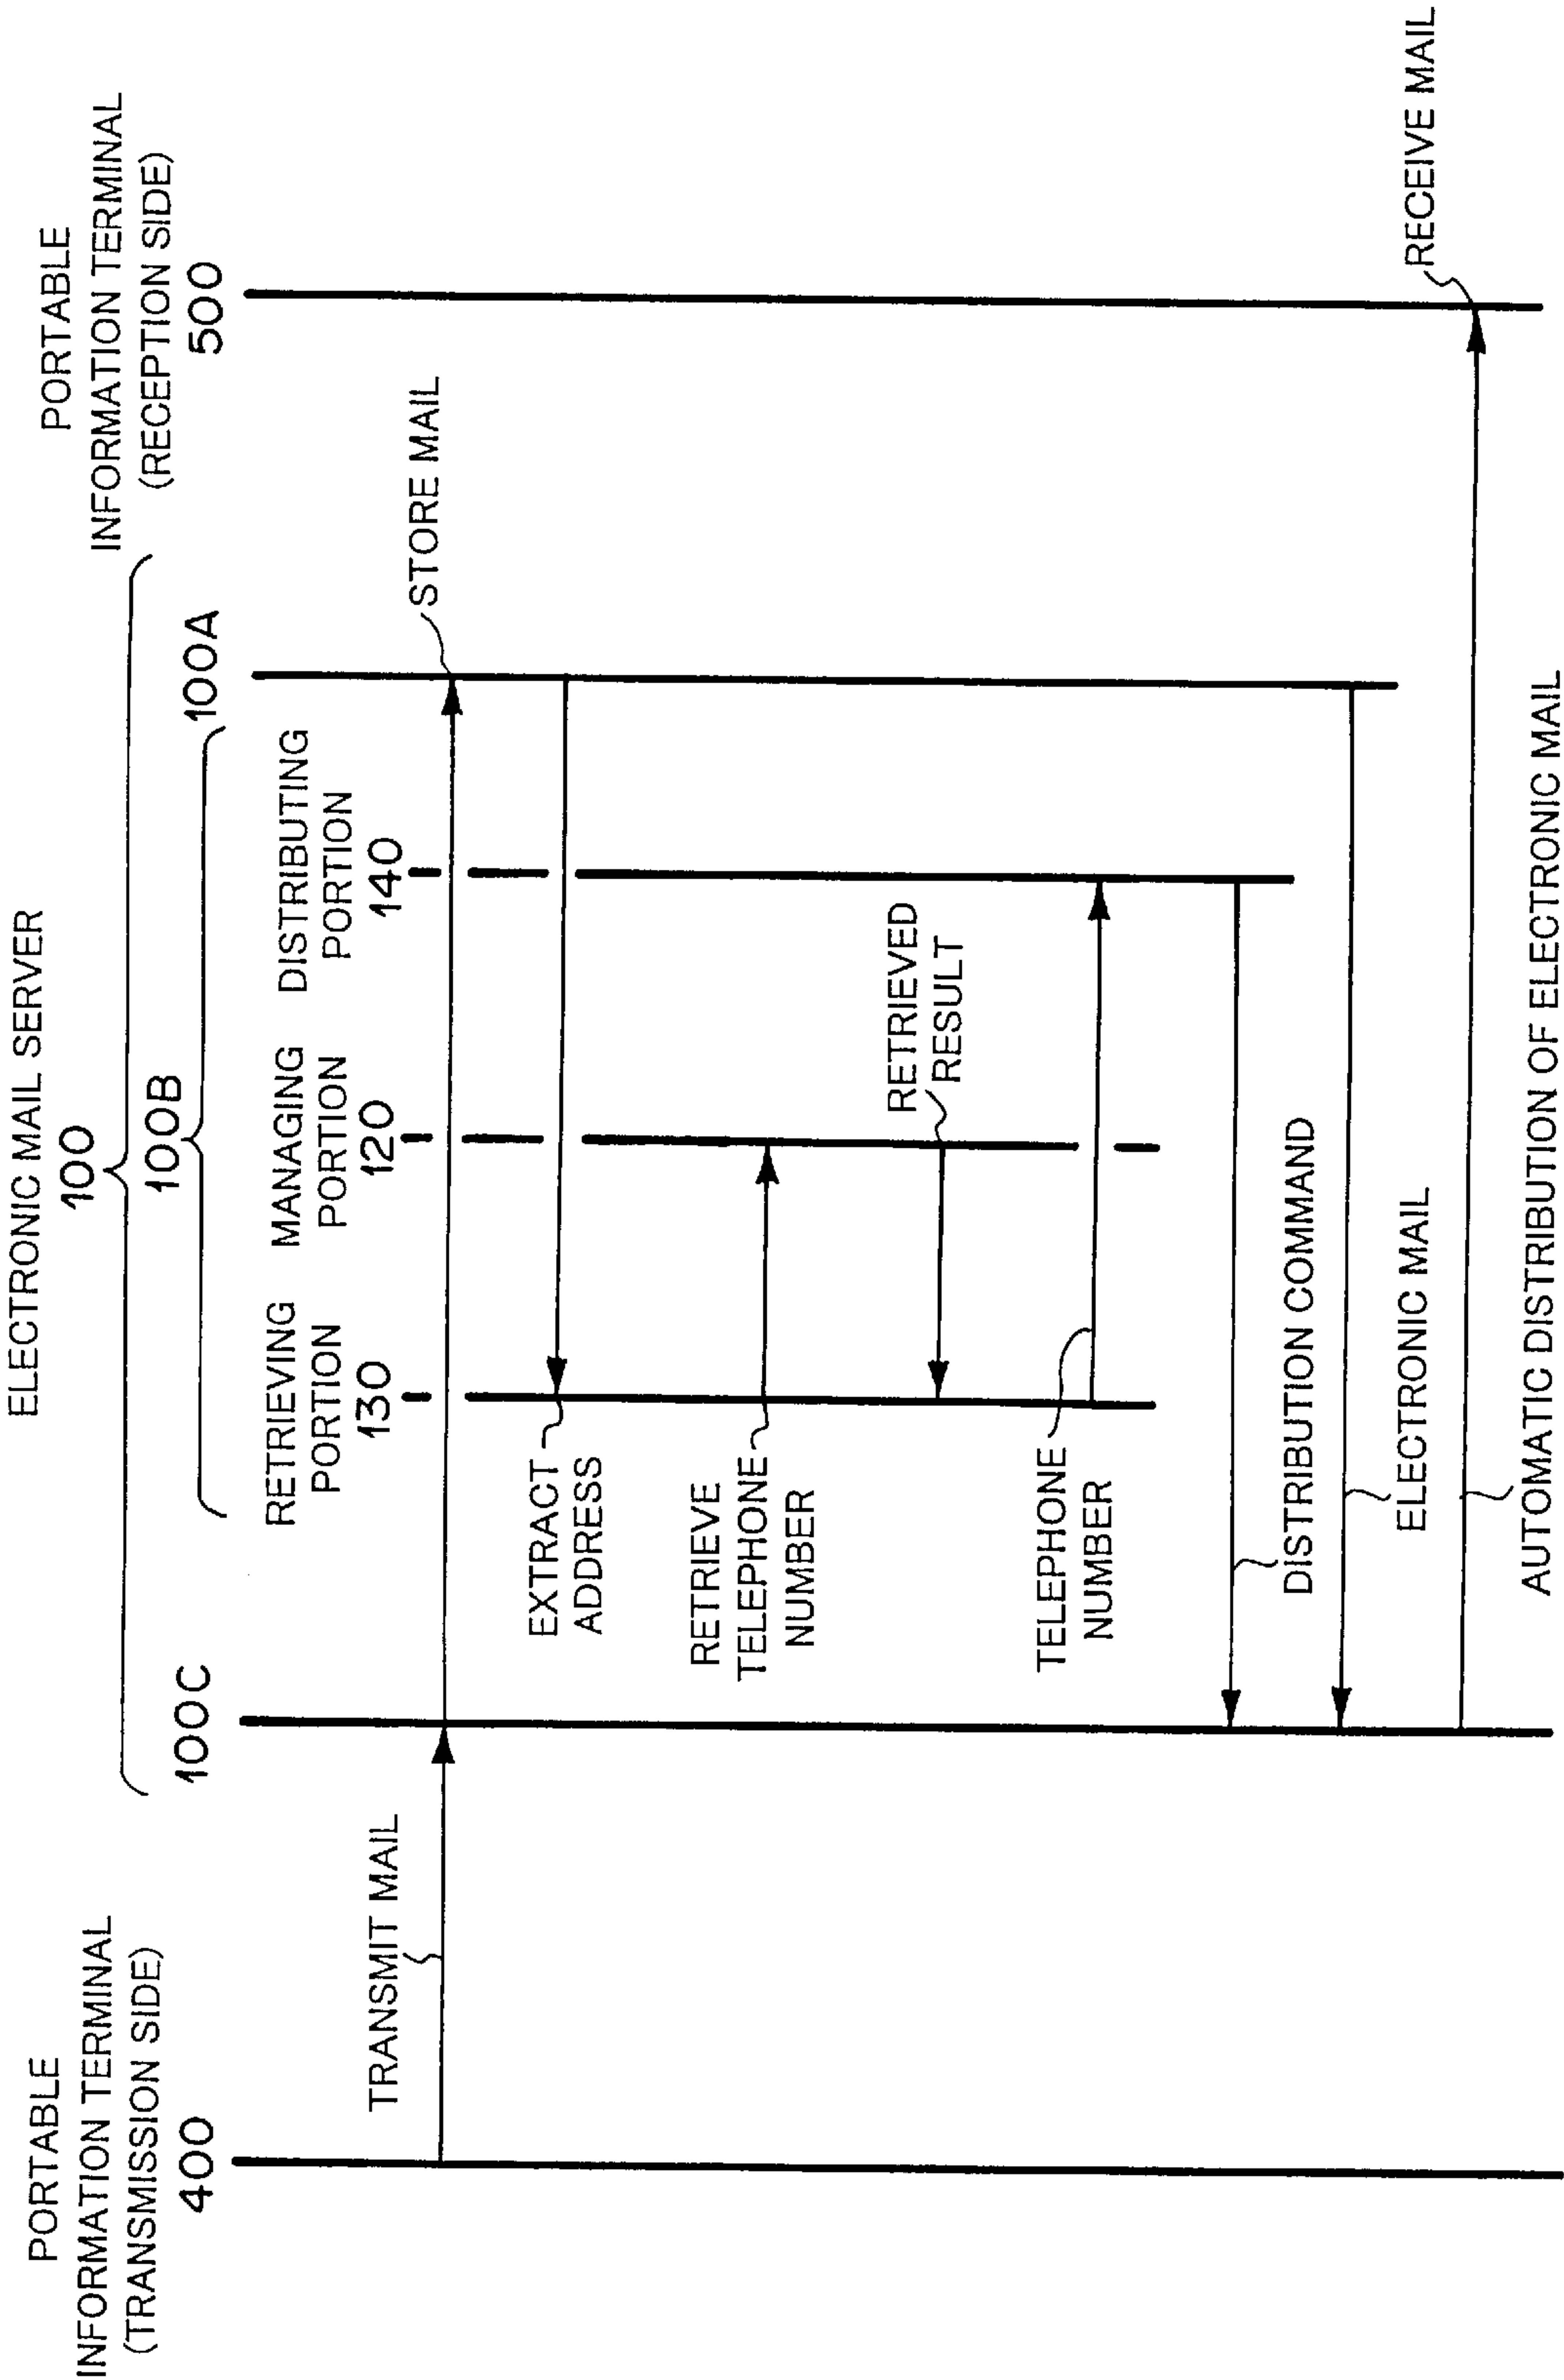 PORTABLE
INFORMATION TERMINAL
(TRANSMISSION SIDE)
400
ELECTRONIC MAIL SERVER
100
100C
100B
100A
RETRIEVING
PORTION
130
MANAGING
PORTION
120
DISTRIBUTING
PORTION
140
PORTABLE
INFORMATION TERMINAL
(RECEPTION SIDE)
500
TRANSMIT MAIL
STORE MAIL
EXTRACT
ADDRESS
RETRIEVE
TELEPHONE
NUMBER
RETRIEVED
RESULT
TELEPHONE
NUMBER
DISTRIBUTION COMMAND
ELECTRONIC MAIL
RECEIVE MAIL
AUTOMATIC DISTRIBUTION OF ELECTRONIC MAIL